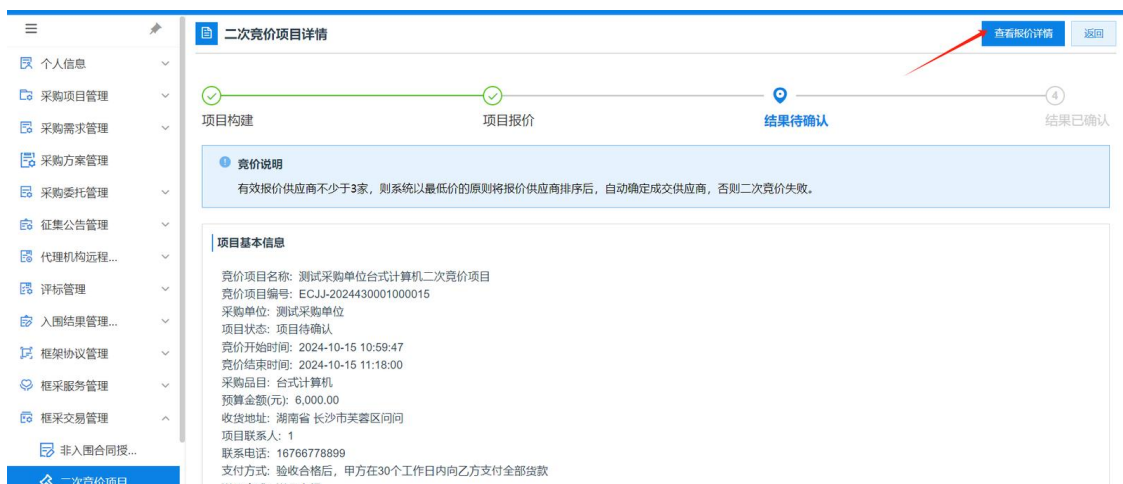 二次竞价项目详情
查看报价详情
返回
个人信息
采购项目管理
采购需求管理
采购方案管理
采购委托管理
征集公告管理
代理机构远程...
评标管理
入围结果管理...
框架协议管理
框采服务管理
框采交易管理
非入围合同授...
二次竞价项目
项目构建
项目报价
结果待确认
4
结果已确认
竞价说明
有效报价供应商不少于3家，则系统以最低价的原则将报价供应商排序后，自动确定成交供应商，否则二次竞价失败。
项目基本信息
竞价项目名称: 测试采购单位台式计算机二次竞价项目
竞价项目编号: ECJJ-2024430001000015
采购单位: 测试采购单位
项目状态: 项目待确认
竞价开始时间: 2024-10-15 10:59:47
竞价结束时间: 2024-10-15 11:18:00
采购品目: 台式计算机
预算金额(元): 6,000.00
收货地址: 湖南省 长沙市芙蓉区问问
项目联系人: 1
联系电话: 16766778899
支付方式: 验收合格后，甲方在30个工作日内向乙方支付全部货款